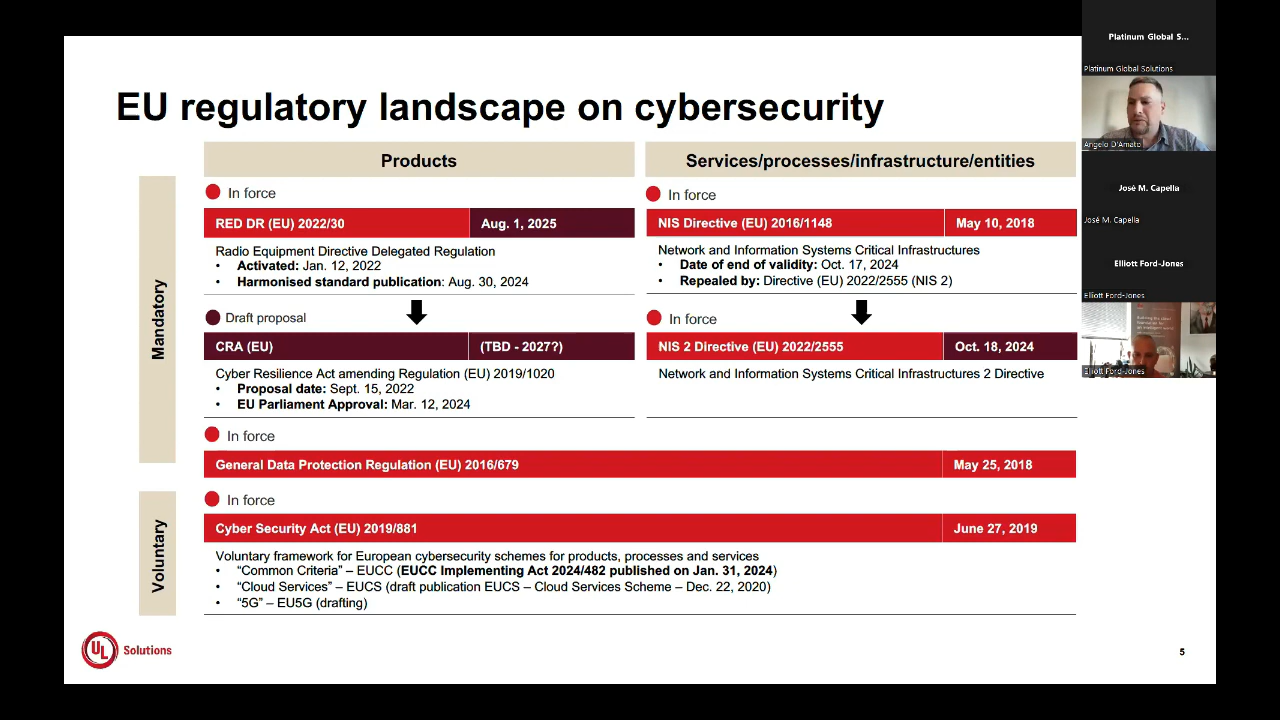 EU regulatory landscape on cybersecurity
Products
Services/processes/infrastructure/entities
Mandatory
In force
RED DR (EU) 2022/30
Aug. 1, 2025
Radio Equipment Directive Delegated Regulation
• Activated: Jan. 12, 2022
• Harmonised standard publication: Aug. 30, 2024
Draft proposal
CRA (EU)
(TBD - 2027?)
Cyber Resilience Act amending Regulation (EU) 2019/1020
• Proposal date: Sept. 15, 2022
• EU Parliament Approval: Mar. 12, 2024
In force
NIS Directive (EU) 2016/1148
May 10, 2018
Network and Information Systems Critical Infrastructures
• Date of end of validity: Oct. 17, 2024
• Repealed by: Directive (EU) 2022/2555 (NIS 2)
In force
NIS 2 Directive (EU) 2022/2555
Oct. 18, 2024
Network and Information Systems Critical Infrastructures 2 Directive
In force
General Data Protection Regulation (EU) 2016/679
May 25, 2018
Voluntary
In force
Cyber Security Act (EU) 2019/881
June 27, 2019
Voluntary framework for European cybersecurity schemes for products, processes and services
• “Common Criteria” – EUCC (EUCC Implementing Act 2024/482 published on Jan. 31, 2024)
• “Cloud Services” – EUCS (draft publication EUCS – Cloud Services Scheme – Dec. 22, 2020)
• “5G” – EU5G (drafting)
UL Solutions
5
Platinum Global S...
Platinum Global Solutions
Angelo D'Amato
José M. Capella
José M. Capella
Elliott Ford-Jones
Elliott Ford-Jones
Elliott Ford-Jones